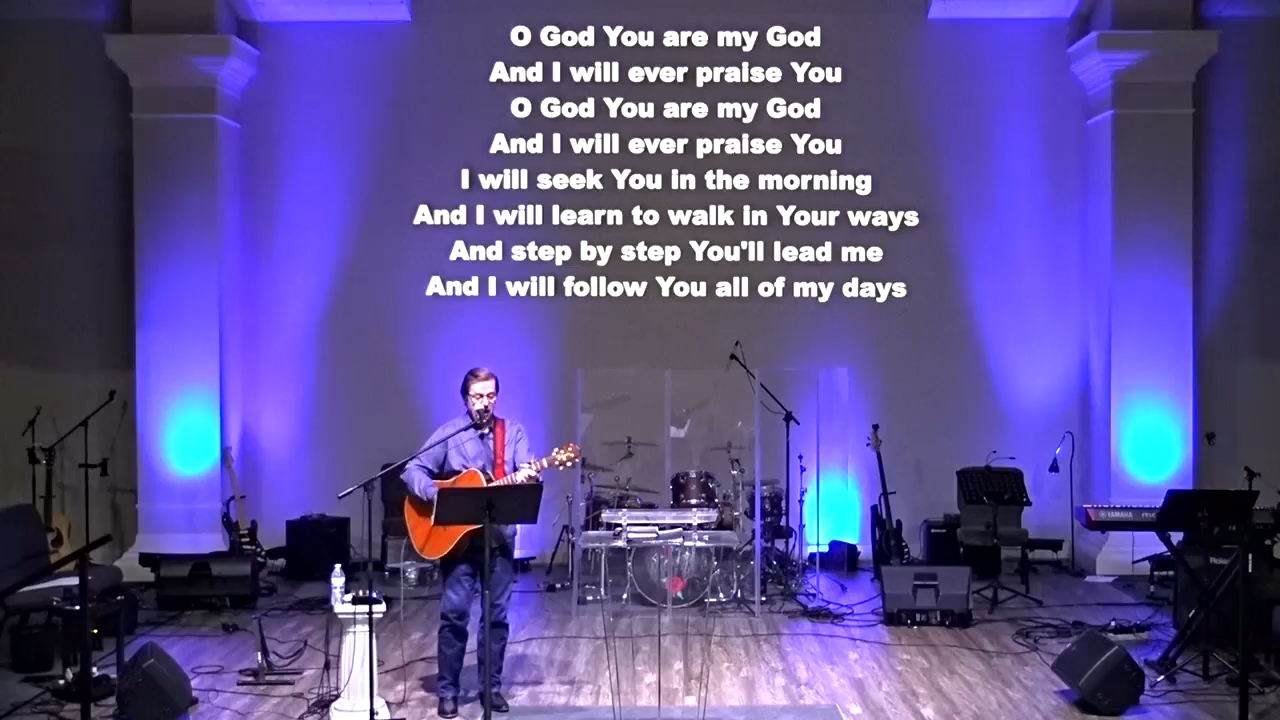 O God You are my God
And I will ever praise You
O God You are my God
And I will ever praise You
I will seek You in the morning
And I will learn to walk in Your ways
And step by step You'll lead me
And I will follow You all of my days
YAMAHA